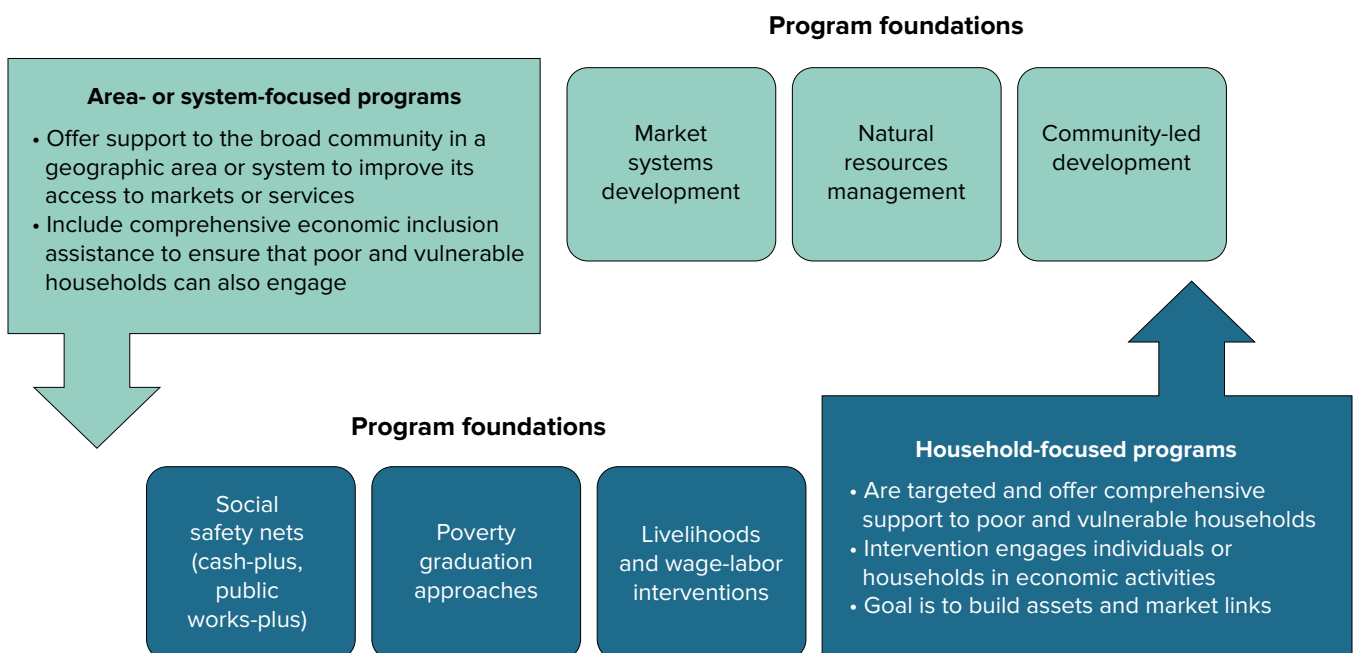 Program foundations
Area- or system-focused programs
• Offer support to the broad community in a
geographic area or system to improve its
access to markets or services
• Include comprehensive economic inclusion
assistance to ensure that poor and vulnerable
households can also engage
Market
systems
development
Natural
resources
management
Community-led
development
Program foundations
Social
safety nets
(cash-plus,
public
works-plus)
Poverty
graduation
approaches
Livelihoods
and wage-labor
interventions
Household-focused programs
• Are targeted and offer comprehensive
support to poor and vulnerable households
• Intervention engages individuals or
households in economic activities
• Goal is to build assets and market links